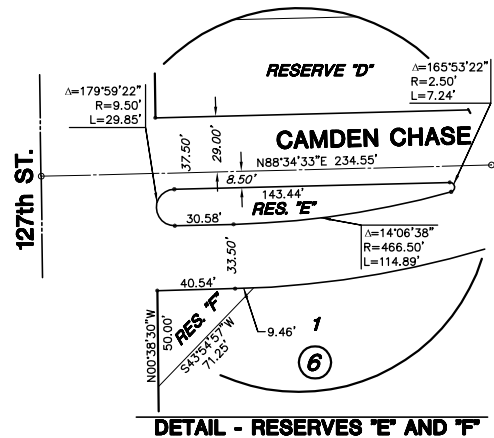 RESERVE "D"
Δ=179°59'22"
R=9.50'
L=29.85'
Δ=165°53'22"
R=2.50'
L=7.24'
37.50'
29.00'
CAMDEN CHASE
N88°34'33"E 234.55'
8.50'
143.44'
127th ST.
RES. "E"
30.58'
Δ=14°06'38"
R=466.50'
L=114.89'
33.50'
40.54'
N00°38'30"W
50.00'
RES. "F"
S43°54'57"W
71.25'
9.46'
1
6
DETAIL - RESERVES "E" AND "F"